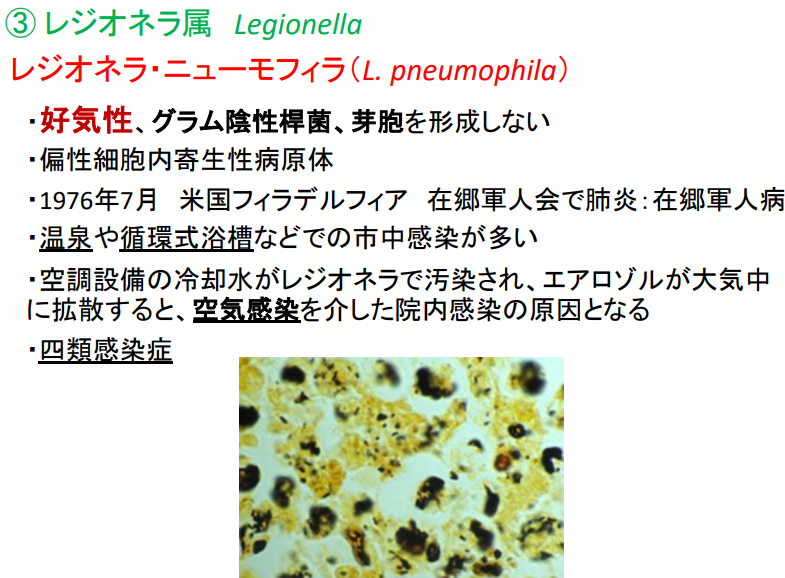 ③ レジオネラ属 Legionella
レジオネラ・ニューモフィラ(L. pneumophila)
・好気性、グラム陰性桿菌、芽胞を形成しない
・偏性細胞内寄生性病原体
・1976年7月 米国フィラデルフィア 在郷軍人会で肺炎:在郷軍人病
・温泉や循環式浴槽などでの市中感染が多い
・空調設備の冷却水がレジオネラで汚染され、エアロゾルが大気中
に拡散すると、空気感染を介した院内感染の原因となる
・四類感染症